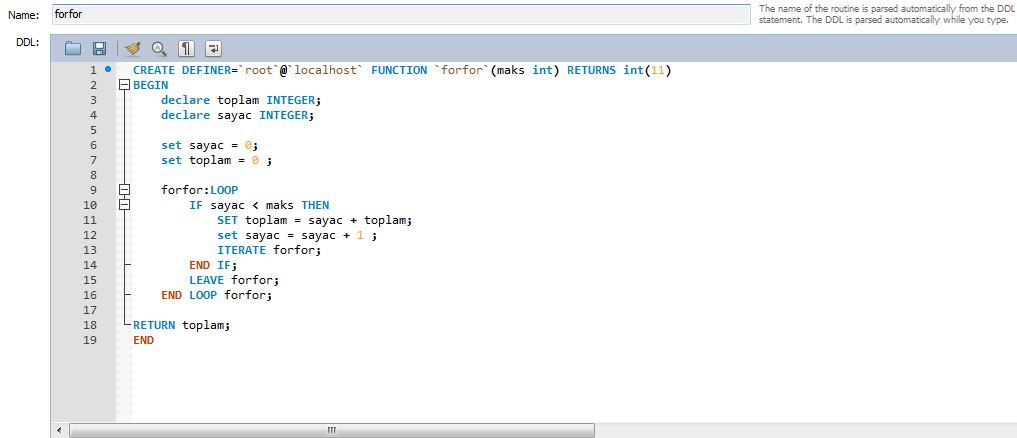 Name: forfor The name of the routine is parsed automatically from the DDL
statement. The DDL is parsed automatically while you type.
DDL:
1 CREATE DEFINER=`root`@`localhost` FUNCTION `forfor`(maks int) RETURNS int(11)
2 BEGIN
3 declare toplam INTEGER;
4 declare sayac INTEGER;
5
6 set sayac = 0;
7 set toplam = 0 ;
8
9 forfor:LOOP
10 IF sayac < maks THEN
11 SET toplam = sayac + toplam;
12 set sayac = sayac + 1 ;
13 ITERATE forfor;
14 END IF;
15 LEAVE forfor;
16 END LOOP forfor;
17
18 RETURN toplam;
19 END